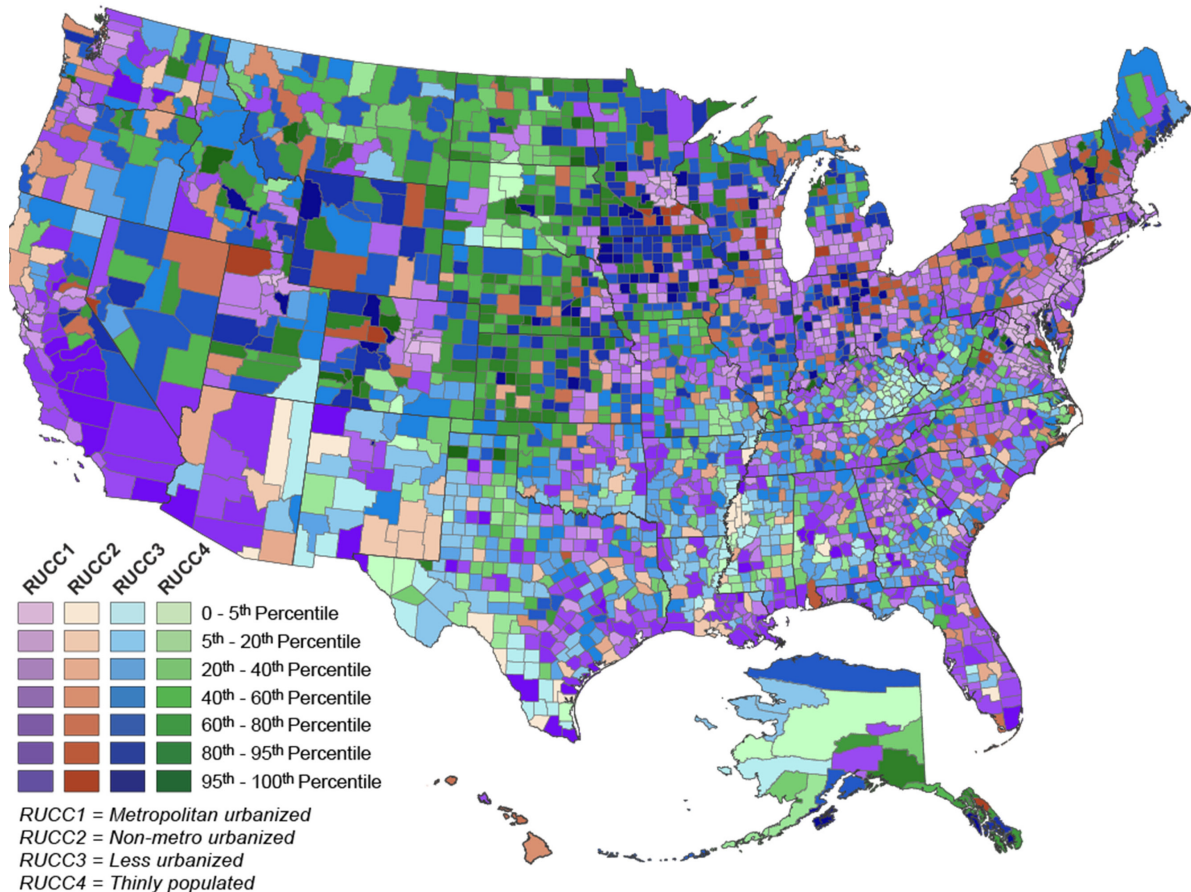 RUCC1 RUCC2 RUCC3 RUCC4
0 - 5th Percentile
5th - 20th Percentile
20th - 40th Percentile
40th - 60th Percentile
60th - 80th Percentile
80th - 95th Percentile
95th - 100th Percentile
RUCC1 = Metropolitan urbanized
RUCC2 = Non-metro urbanized
RUCC3 = Less urbanized
RUCC4 = Thinly populated